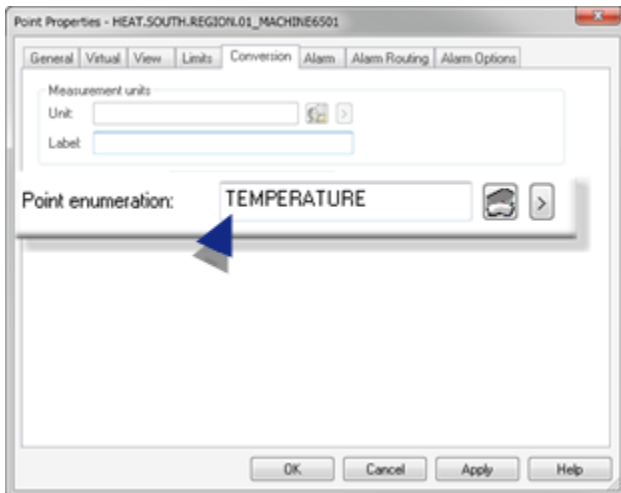 Point Properties - HEAT.SOUTH.REGION.01_MACHINE6501
General Virtual View Limits Conversion Alarm Alarm Routing Alarm Options
Measurement units
Unit:
Label:
Point enumeration: TEMPERATURE >
OK Cancel Apply Help